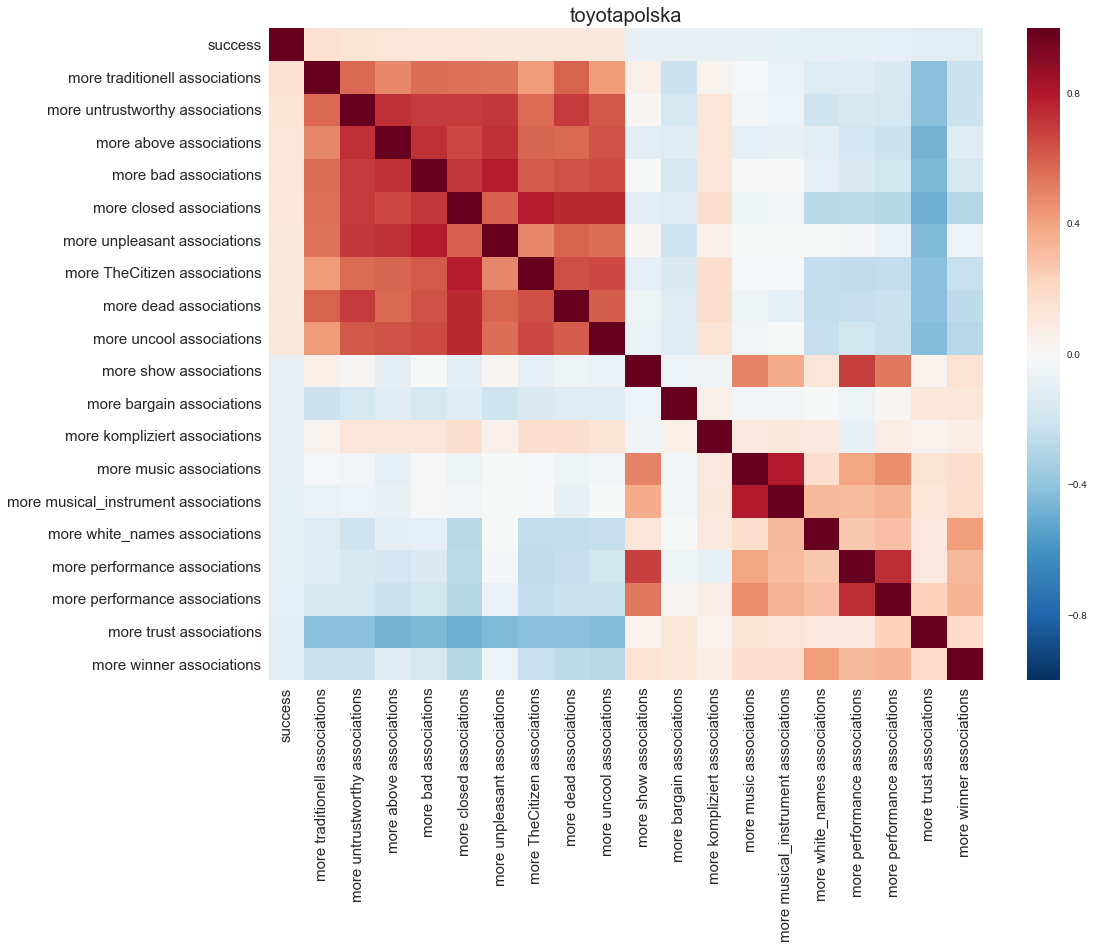 toyotapolska
success
more traditionell associations
more untrustworthy associations
more above associations
more bad associations
more closed associations
more unpleasant associations
more TheCitizen associations
more dead associations
more uncool associations
more show associations
more bargain associations
more kompliziert associations
more music associations
more musical_instrument associations
more white_names associations
more performance associations
more performance associations
more trust associations
more winner associations
success
more traditionell associations
more untrustworthy associations
more above associations
more bad associations
more closed associations
more unpleasant associations
more TheCitizen associations
more dead associations
more uncool associations
more show associations
more bargain associations
more kompliziert associations
more music associations
more musical_instrument associations
more white_names associations
more performance associations
more performance associations
more trust associations
more winner associations
0.8
0.4
0.0
−0.4
−0.8